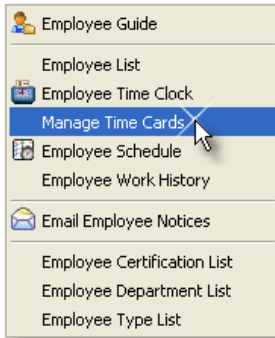 Employee Guide
Employee List
Employee Time Clock
Manage Time Cards
Employee Schedule
Employee Work History
Email Employee Notices
Employee Certification List
Employee Department List
Employee Type List